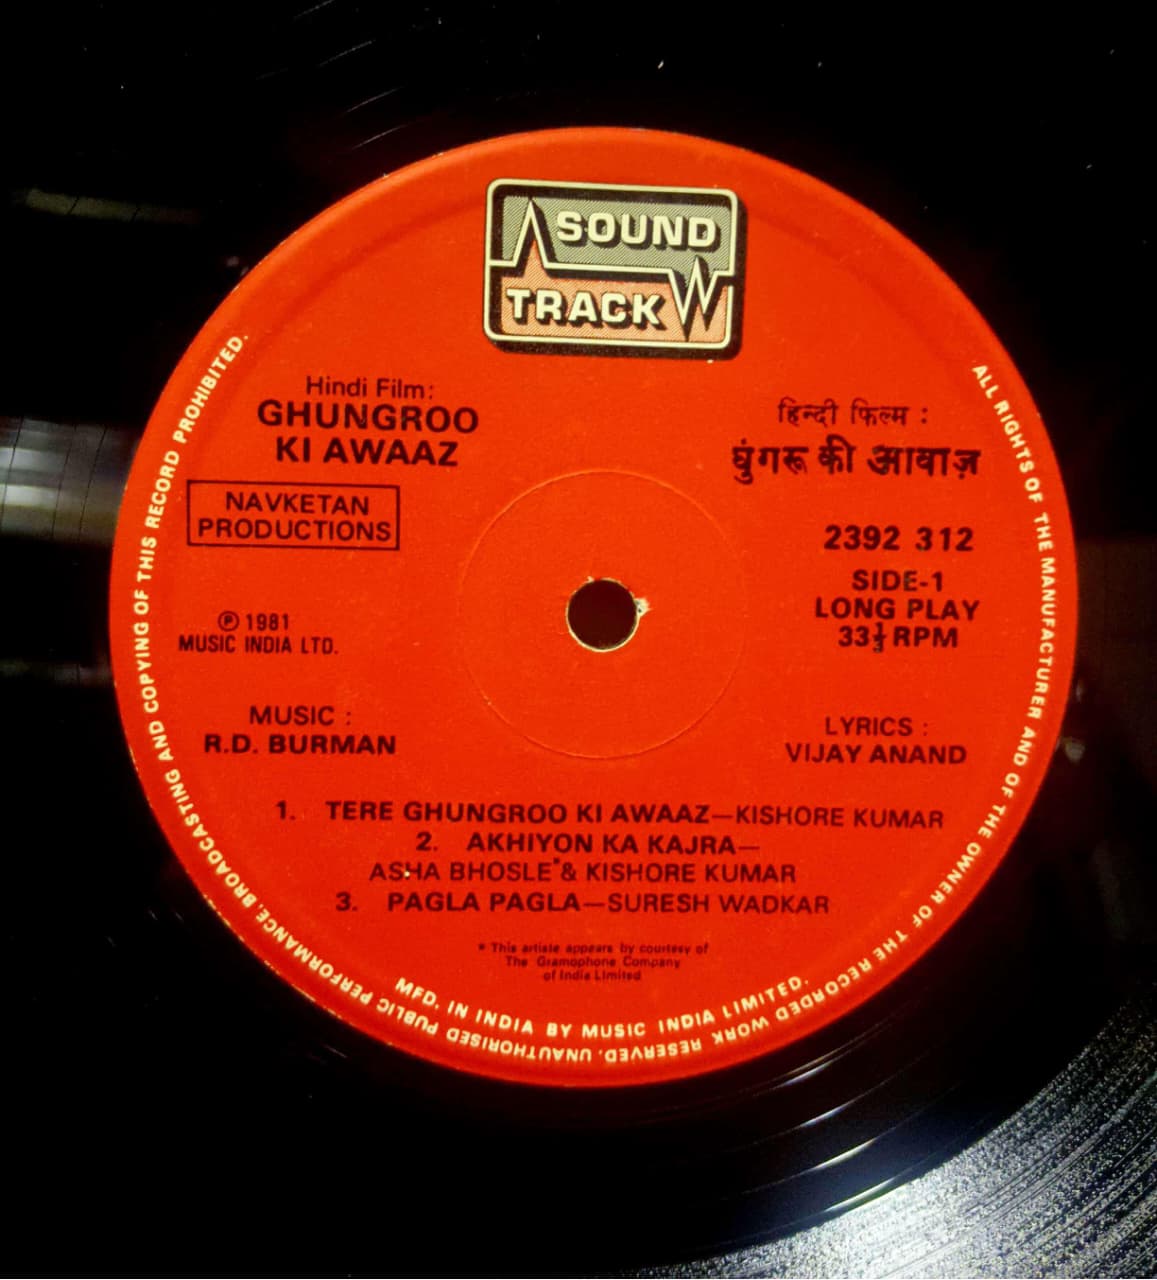 SOUND
TRACK
Hindi Film:
GHUNGROO
KI AWAAZ
NAVKETAN
PRODUCTIONS
℗ 1981
MUSIC INDIA LTD.
MUSIC :
R.D. BURMAN
हिन्दी फिल्म :
घुंगरू की आवाज़
2392 312
SIDE-1
LONG PLAY
33⅓ RPM
LYRICS :
VIJAY ANAND
1. TERE GHUNGROO KI AWAAZ—KISHORE KUMAR
2. AKHIYON KA KAJRA—
ASHA BHOSLE* & KISHORE KUMAR
3. PAGLA PAGLA—SURESH WADKAR
* This artiste appears by courtesy of
The Gramophone Company
of India Limited
MFD. IN INDIA BY MUSIC INDIA LIMITED.
ALL RIGHTS OF THE MANUFACTURER AND OF THE OWNER OF THE RECORDED WORK RESERVED. UNAUTHORISED PUBLIC PERFORMANCE, BROADCASTING AND COPYING OF THIS RECORD PROHIBITED.